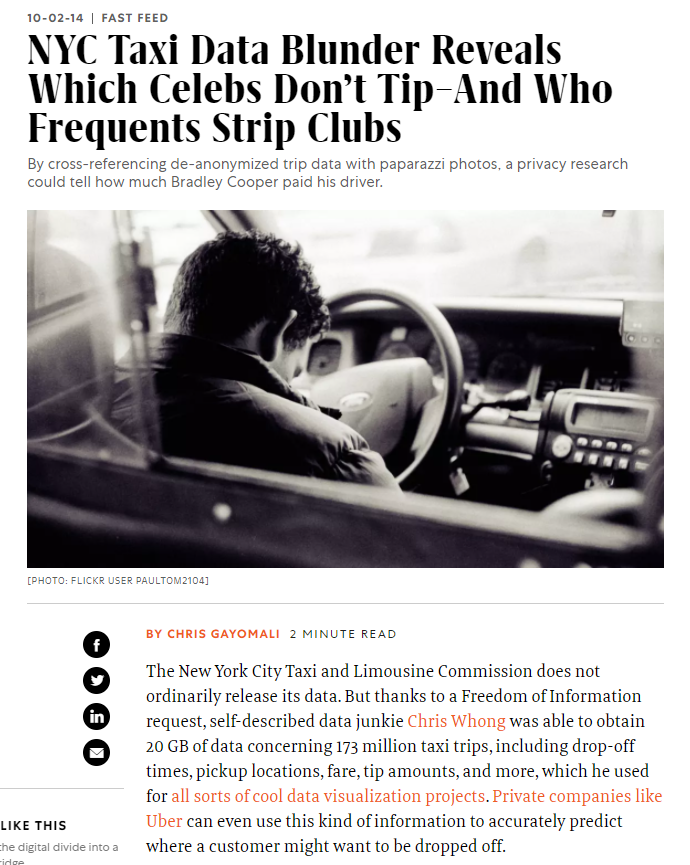 10-02-14 | FAST FEED
NYC Taxi Data Blunder Reveals
Which Celebs Don’t Tip–And Who
Frequents Strip Clubs
By cross-referencing de-anonymized trip data with paparazzi photos, a privacy research
could tell how much Bradley Cooper paid his driver.
[PHOTO: FLICKR USER PAULTOM2104]
BY CHRIS GAYOMALI 2 MINUTE READ
The New York City Taxi and Limousine Commission does not
ordinarily release its data. But thanks to a Freedom of Information
request, self-described data junkie Chris Whong was able to obtain
20 GB of data concerning 173 million taxi trips, including drop-off
times, pickup locations, fare, tip amounts, and more, which he used
for all sorts of cool data visualization projects. Private companies like
Uber can even use this kind of information to accurately predict
where a customer might want to be dropped off.
LIKE THIS
the digital divide into a